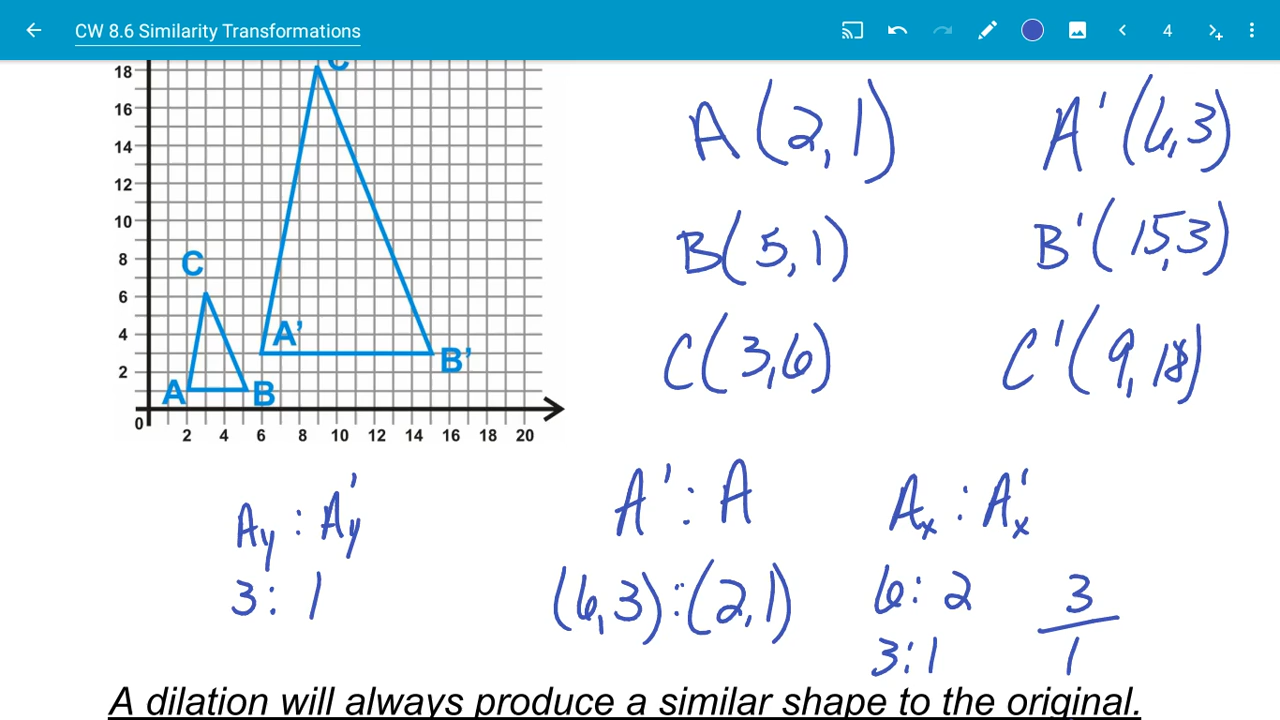 CW 8.6 Similarity Transformations
4
C'
18
16
14
12
10
8
6
4
2
0
C
A'
B'
A
B
2 4 6 8 10 12 14 16 18 20
A(2,1) A'(6,3)
B(5,1) B'(15,3)
C(3,6) C'(9,18)
Ay : Ay'
3:1
A' : A
(6,3):(2,1)
Ax : Ax'
6:2
3:1
3
1
A dilation will always produce a similar shape to the original.